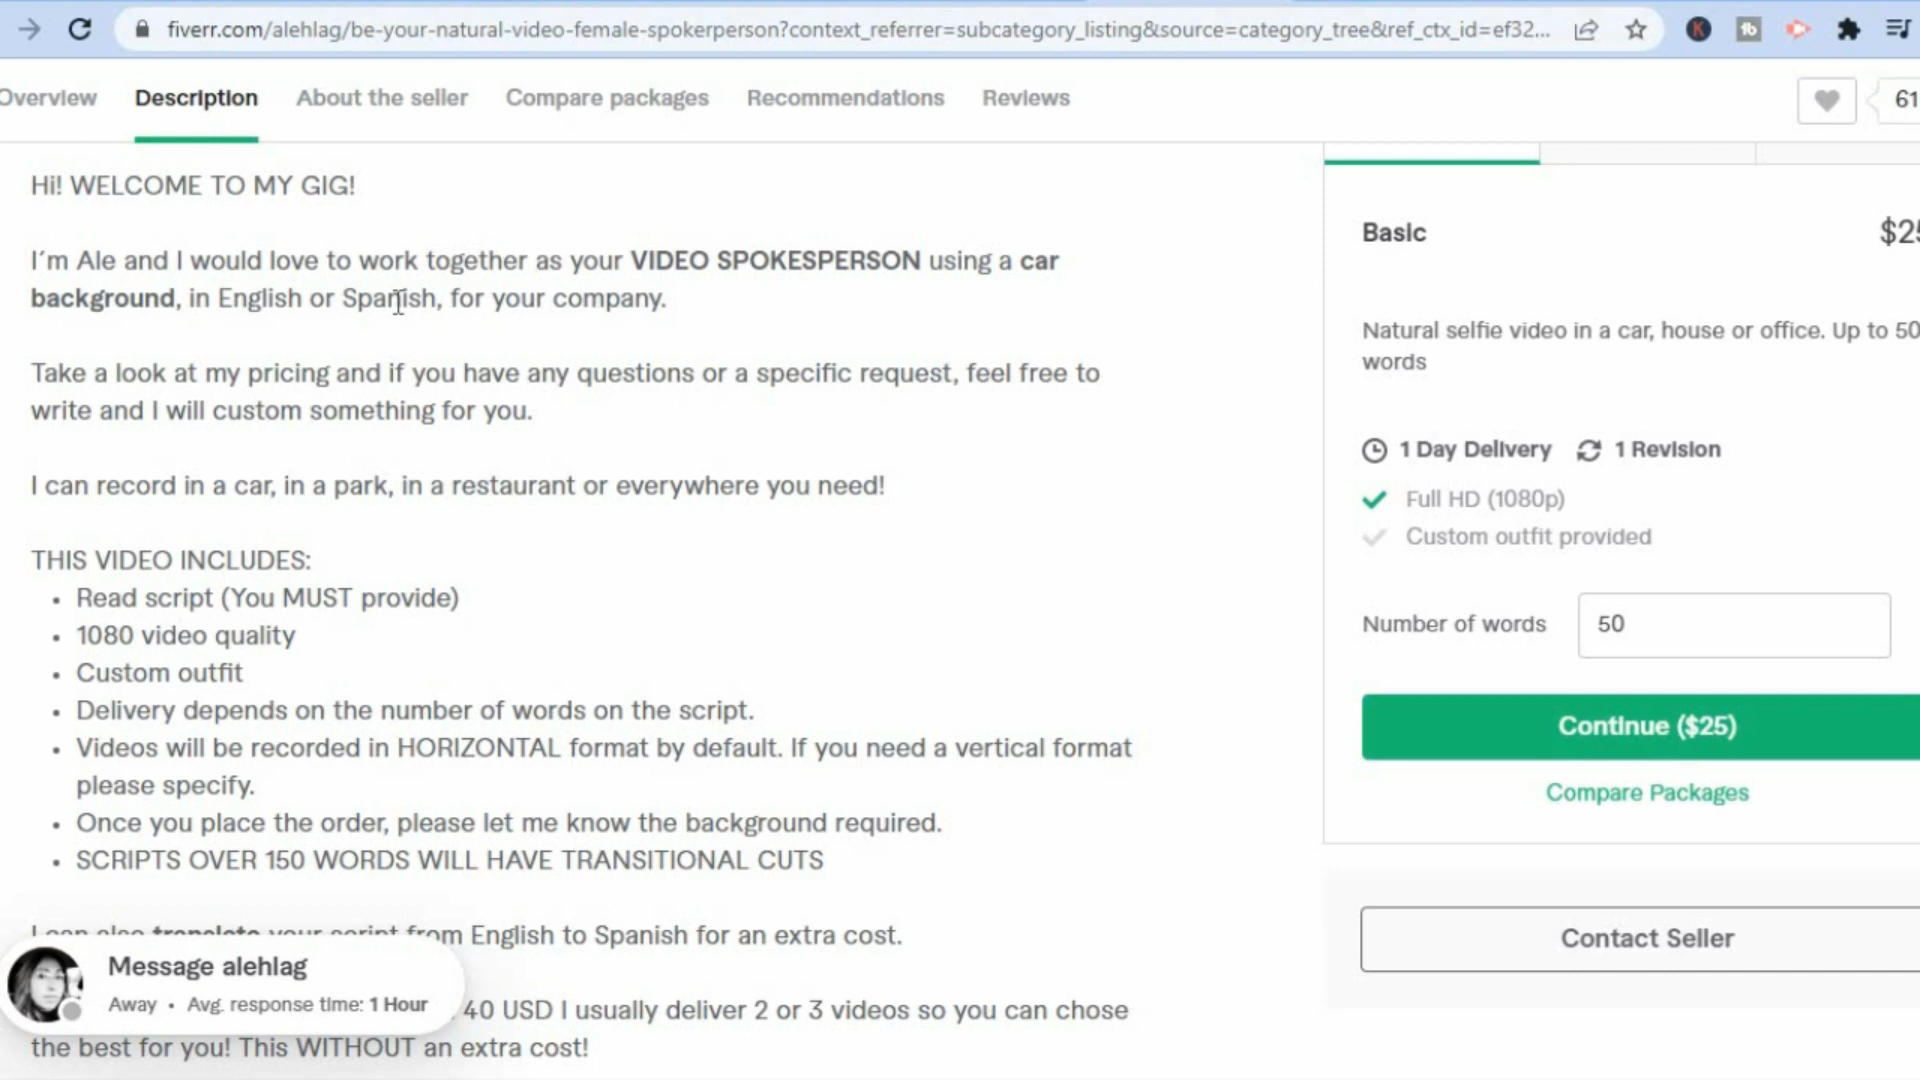 fiverr.com/alehlag/be-your-natural-video-female-spokerperson?context_referrer=subcategory_listing&source=category_tree&ref_ctx_id=ef32...
Overview Description About the seller Compare packages Recommendations Reviews
61
Hi! WELCOME TO MY GIG!
I´m Ale and I would love to work together as your VIDEO SPOKESPERSON using a car
background, in English or Spanish, for your company.
Take a look at my pricing and if you have any questions or a specific request, feel free to
write and I will custom something for you.
I can record in a car, in a park, in a restaurant or everywhere you need!
THIS VIDEO INCLUDES:
• Read script (You MUST provide)
• 1080 video quality
• Custom outfit
• Delivery depends on the number of words on the script.
• Videos will be recorded in HORIZONTAL format by default. If you need a vertical format
please specify.
• Once you place the order, please let me know the background required.
• SCRIPTS OVER 150 WORDS WILL HAVE TRANSITIONAL CUTS
I can also translate your script from English to Spanish for an extra cost.
40 USD I usually deliver 2 or 3 videos so you can chose
the best for you! This WITHOUT an extra cost!
Message alehlag
Away • Avg. response time: 1 Hour
Basic $25
Natural selfie video in a car, house or office. Up to 50
words
1 Day Delivery 1 Revision
Full HD (1080p)
Custom outfit provided
Number of words 50
Continue ($25)
Compare Packages
Contact Seller
K
tb